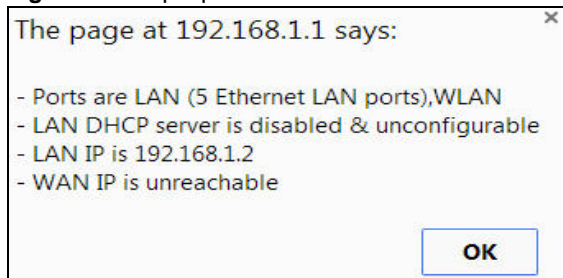 The page at 192.168.1.1 says:
×
- Ports are LAN (5 Ethernet LAN ports),WLAN
- LAN DHCP server is disabled & unconfigurable
- LAN IP is 192.168.1.2
- WAN IP is unreachable
OK